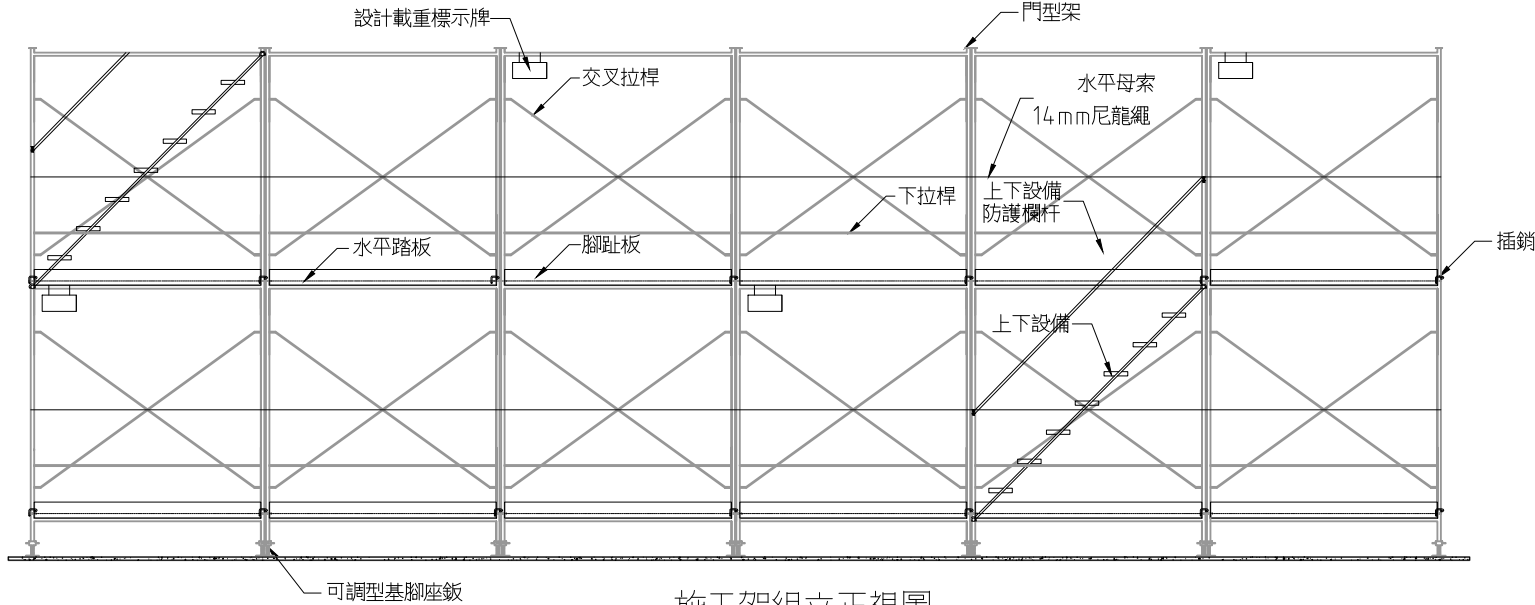 設計載重標示牌
門型架
交叉拉桿
水平母索
14mm尼龍繩
上下設備
防護欄杆
下拉桿
水平踏板
腳趾板
插銷
上下設備
可調型基腳座鈑
施工架組立正視圖